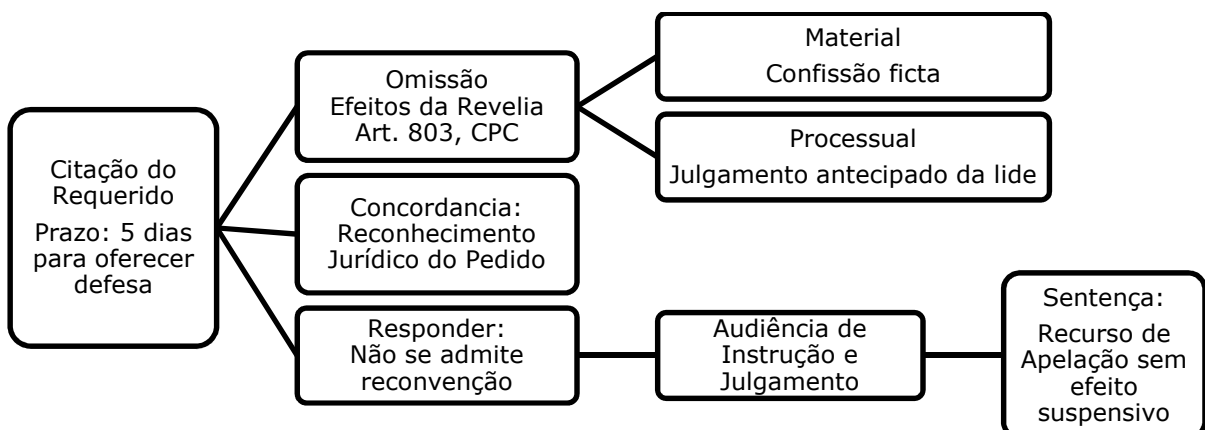 Citação do
Requerido
Prazo: 5 dias
para oferecer
defesa
Omissão
Efeitos da Revelia
Art. 803, CPC
Material
Confissão ficta
Processual
Julgamento antecipado da lide
Concordancia:
Reconhecimento
Jurídico do Pedido
Responder:
Não se admite
reconvenção
Audiência de
Instrução e
Julgamento
Sentença:
Recurso de
Apelação sem
efeito
suspensivo